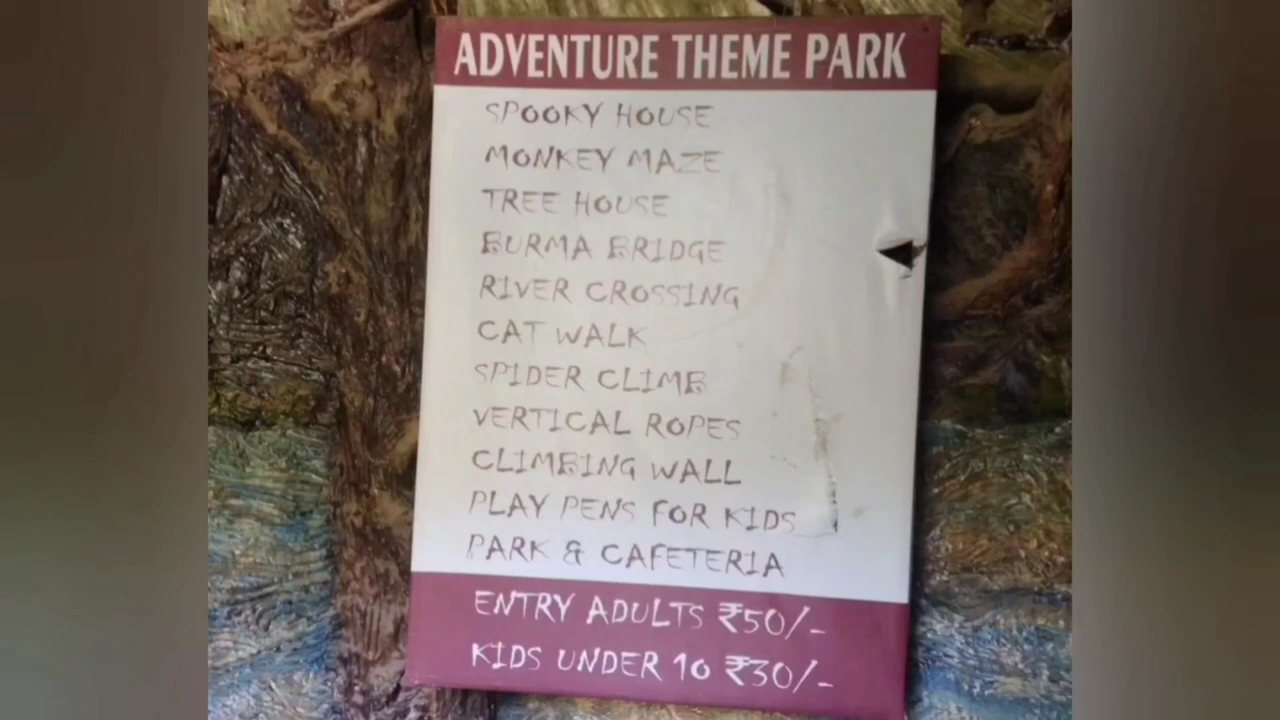 ADVENTURE THEME PARK
SPOOKY HOUSE
MONKEY MAZE
TREE HOUSE
BURMA BRIDGE
RIVER CROSSING
CAT WALK
SPIDER CLIMB
VERTICAL ROPES
CLIMBING WALL
PLAY PENS FOR KIDS
PARK & CAFETERIA
ENTRY ADULTS ₹50/-
KIDS UNDER 10 ₹30/-